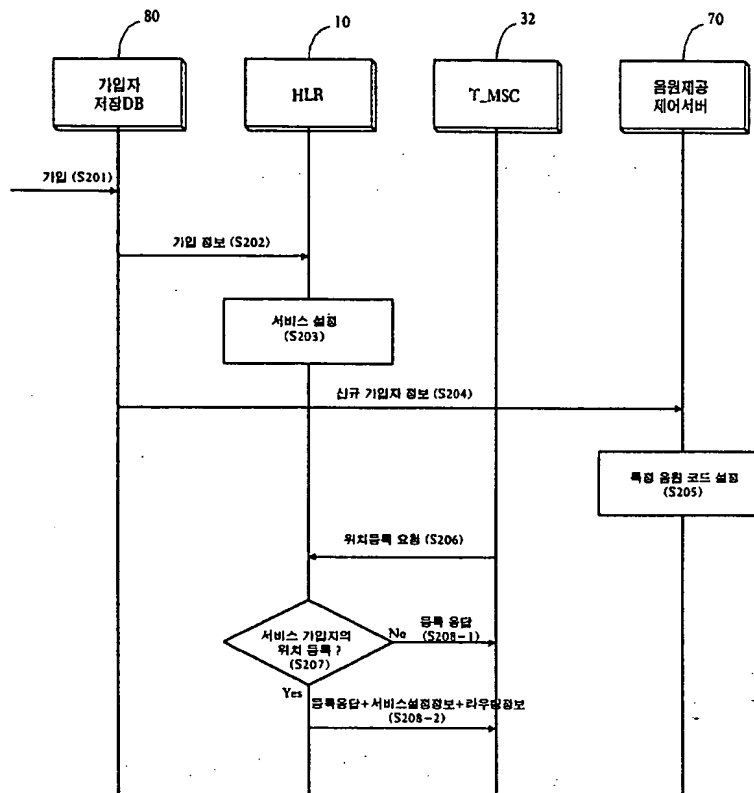 80
10
32
70
가입자
저장DB
HLR
T_MSC
음원제공
제어서버
가입 (S201)
가입 정보 (S202)
서비스 설정
(S203)
신규 가입자 정보 (S204)
특정 음원 코드 설정
(S205)
위치등록 요청 (S206)
서비스 가입자의
위치 등록 ?
(S207)
No
등록 응답
(S208-1)
Yes
등록응답+서비스설정정보+라우팅정보
(S208-2)